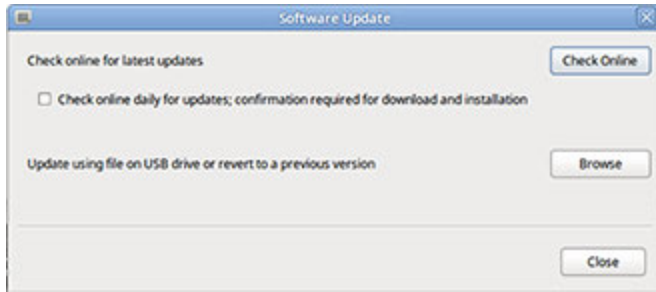 Software Update
Check online for latest updates
Check Online
Check online daily for updates; confirmation required for download and installation
Update using file on USB drive or revert to a previous version
Browse
Close